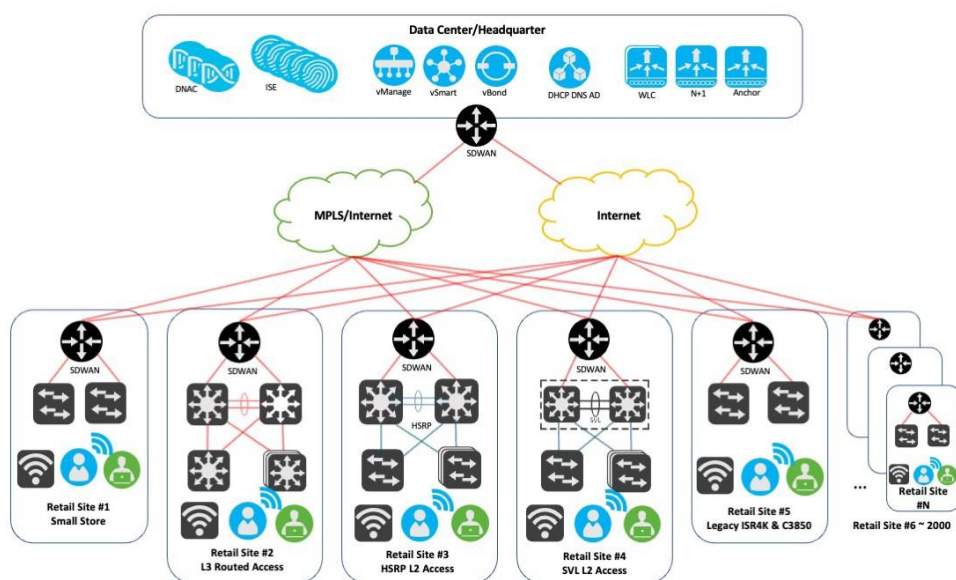 Data Center/Headquarter
DNAC
ISE
vManage
vSmart
vBond
DHCP DNS AD
WLC
N+1
Anchor
SDWAN
MPLS/Internet
Internet
SDWAN
Retail Site #1
Small Store
SDWAN
Retail Site #2
L3 Routed Access
SDWAN
HSRP
Retail Site #3
HSRP L2 Access
SDWAN
SVL
Retail Site #4
SVL L2 Access
SDWAN
Retail Site #5
Legacy ISR4K & C3850
...
Retail Site
#N
Retail Site #6 ~ 2000